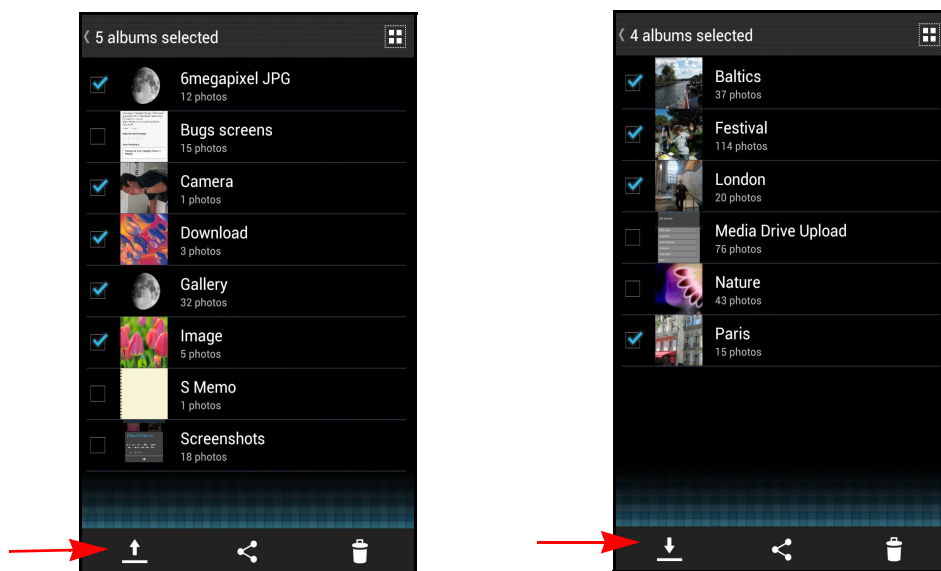 5 albums selected
6megapixel JPG
12 photos
Bugs screens
15 photos
Camera
1 photos
Download
3 photos
Gallery
32 photos
Image
5 photos
S Memo
1 photos
Screenshots
18 photos
4 albums selected
Baltics
37 photos
Festival
114 photos
London
20 photos
Media Drive Upload
76 photos
Nature
43 photos
Paris
15 photos